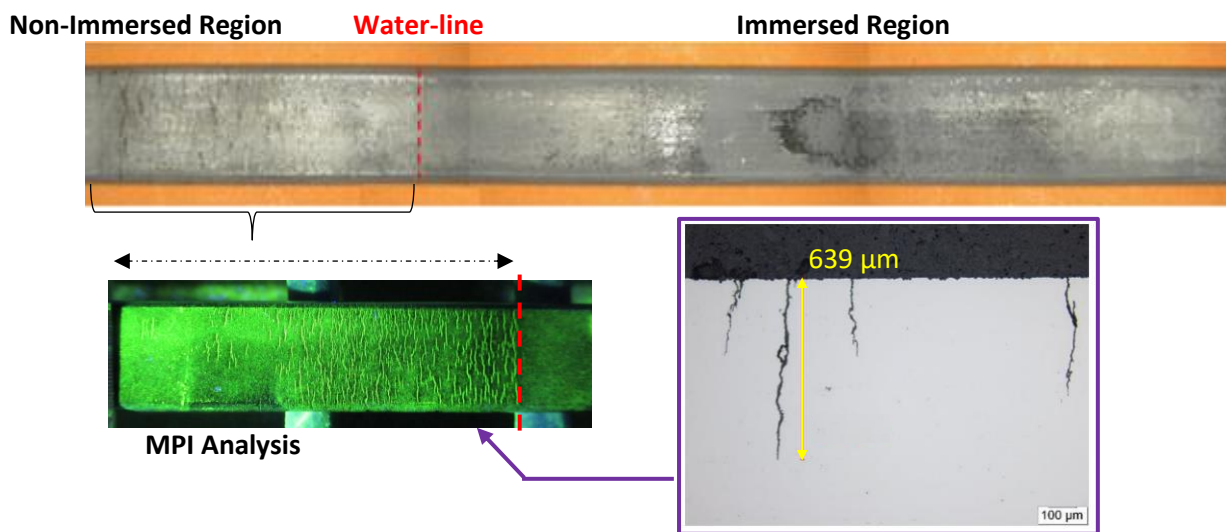 Non-Immersed Region Water-line Immersed Region
639 µm
MPI Analysis
100 µm